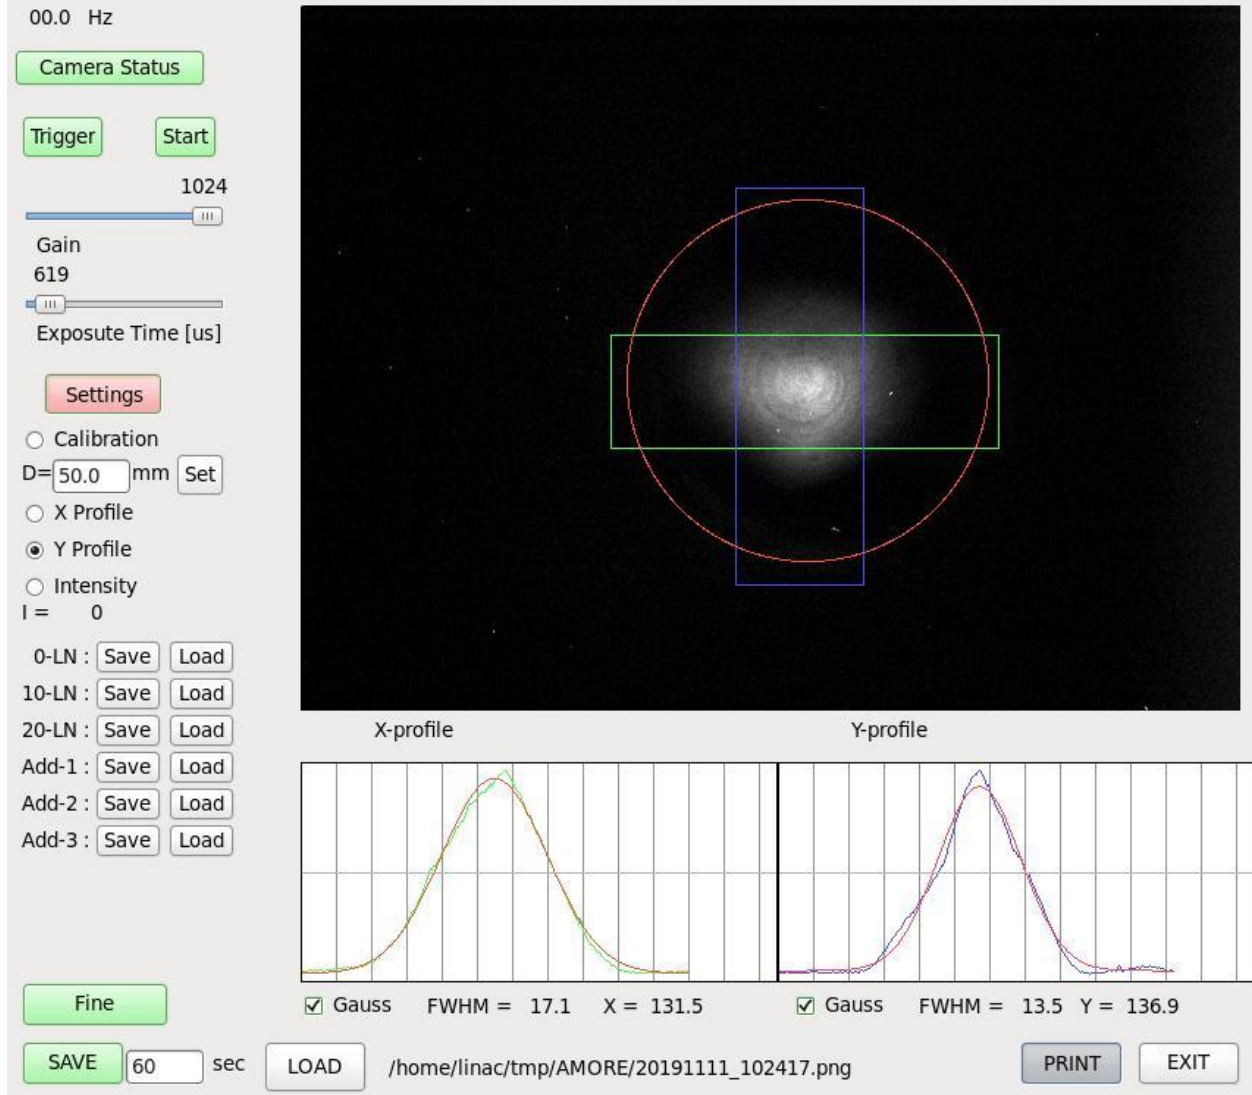 00.0 Hz
Camera Status
Trigger Start
1024
Gain
619
Exposute Time [us]
Settings
Calibration
D= 50.0 mm Set
X Profile
Y Profile
Intensity
I = 0
0-LN : Save Load
10-LN : Save Load
20-LN : Save Load
Add-1 : Save Load
Add-2 : Save Load
Add-3 : Save Load
X-profile Y-profile
Gauss FWHM = 17.1 X = 131.5 Gauss FWHM = 13.5 Y = 136.9
Fine
SAVE 60 sec LOAD /home/linac/tmp/AMORE/20191111_102417.png PRINT EXIT